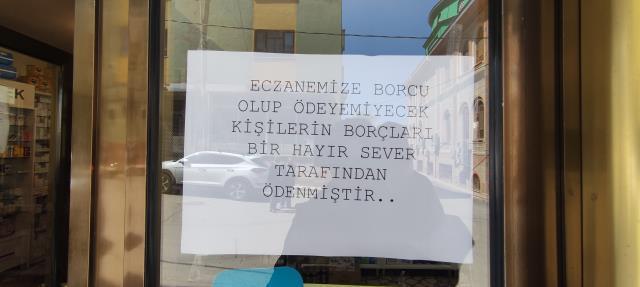 ECZANEMİZE BORCU
OLUP ÖDEYEMİYECEK
KİŞİLERİN BORÇLARI
BİR HAYIR SEVER
TARAFINDAN
ÖDENMİŞTİR..
K